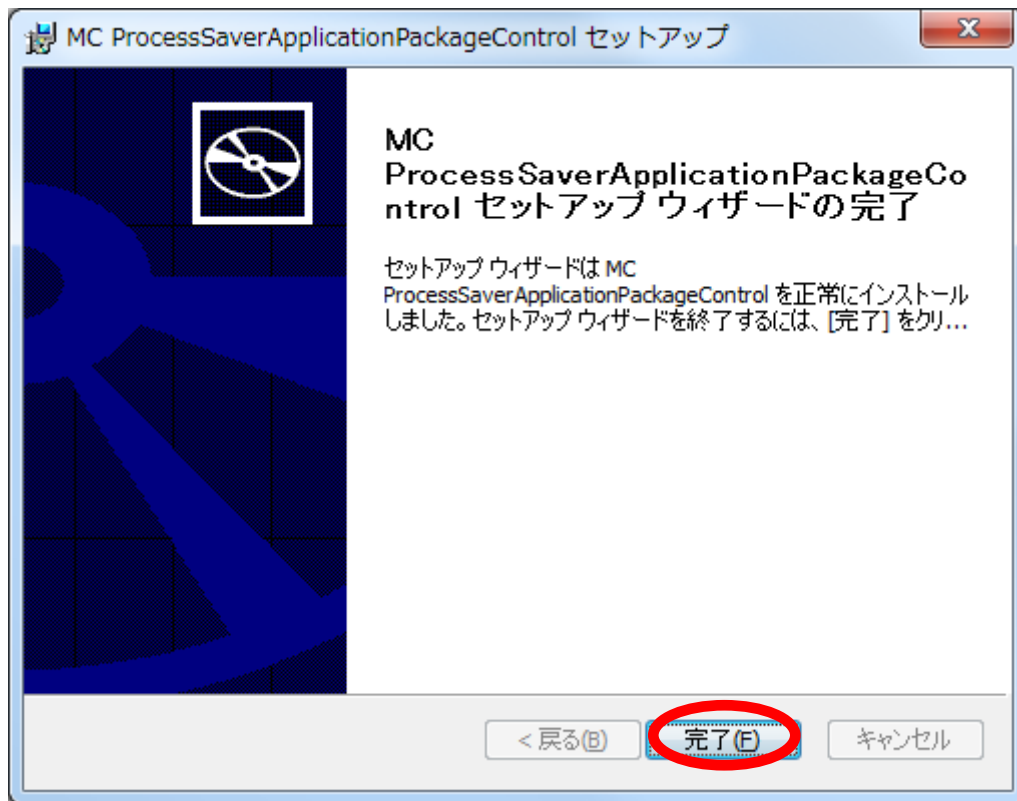 MC ProcessSaverApplicationPackageControl セットアップ
MC
ProcessSaverApplicationPackageCo
ntrol セットアップ ウィザードの完了
セットアップ ウィザードは MC
ProcessSaverApplicationPackageControl を正常にインストール
しました。セットアップ ウィザードを終了するには、[完了] をクリ...
< 戻る(B)
完了(F)
キャンセル